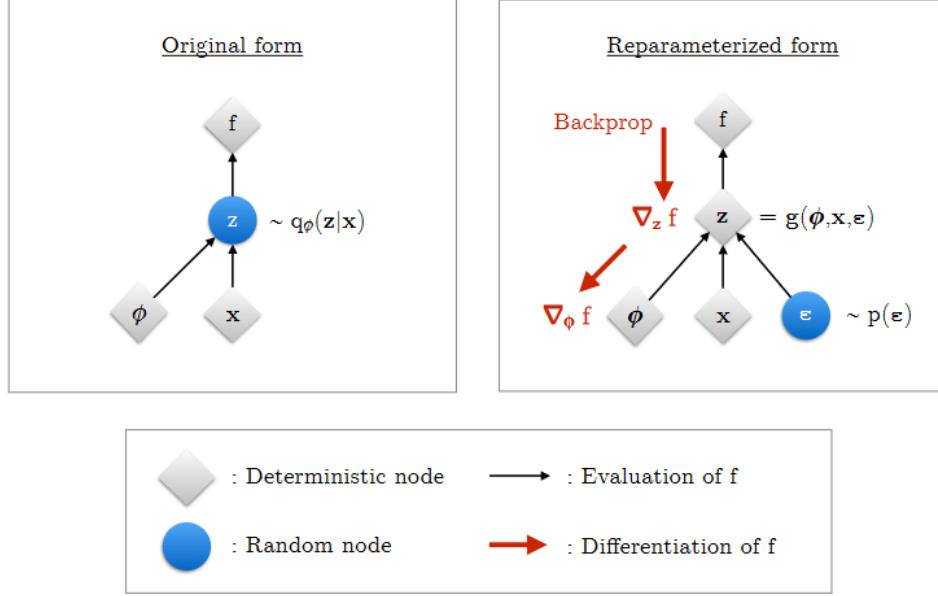 Original form
f
z ~ qϕ(z|x)
ϕ x
Reparameterized form
Backprop f
∇z f z = g(ϕ,x,ε)
∇ϕ f ϕ x ε ~ p(ε)
: Deterministic node : Evaluation of f
: Random node : Differentiation of f